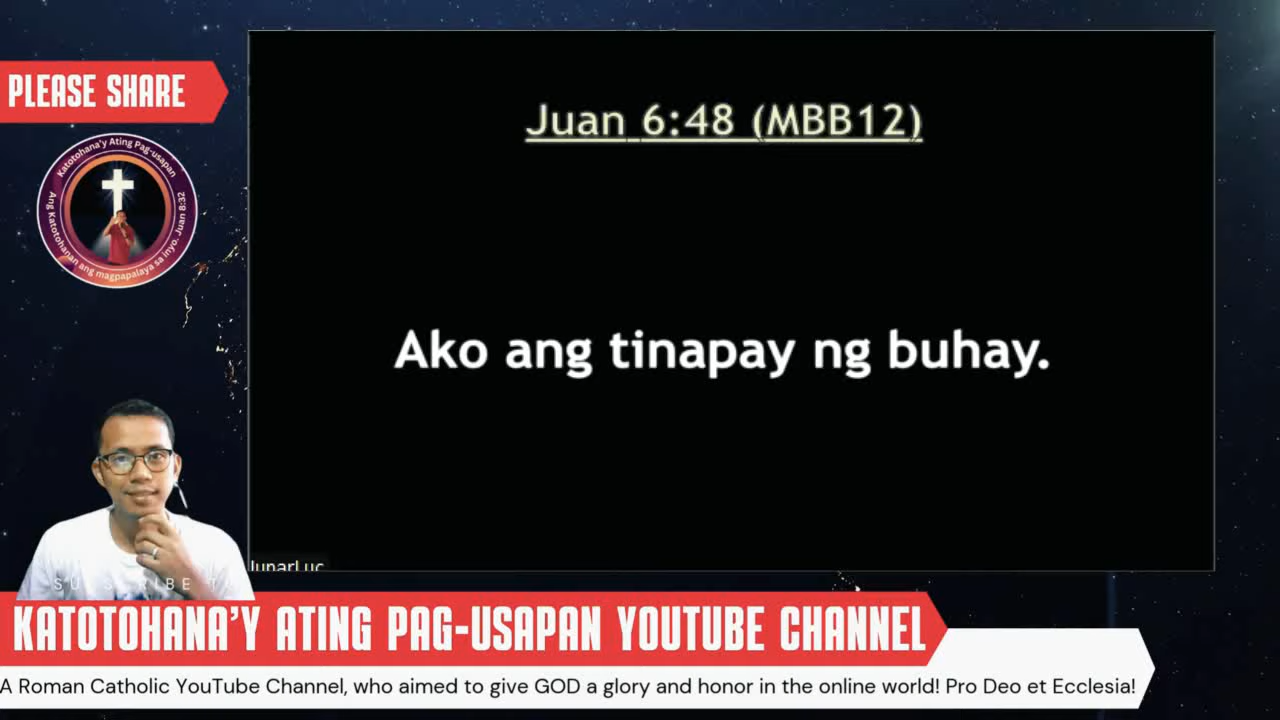 PLEASE SHARE
Katotohana'y Ating Pag-usapan
Ang Katotohanan ang magpapalaya sa inyo. Juan 8:32
Juan 6:48 (MBB12)
Ako ang tinapay ng buhay.
JunarLuc
SUBSCRIBE
KATOTOHANA'Y ATING PAG-USAPAN YOUTUBE CHANNEL
A Roman Catholic YouTube Channel, who aimed to give GOD a glory and honor in the online world! Pro Deo et Ecclesia!